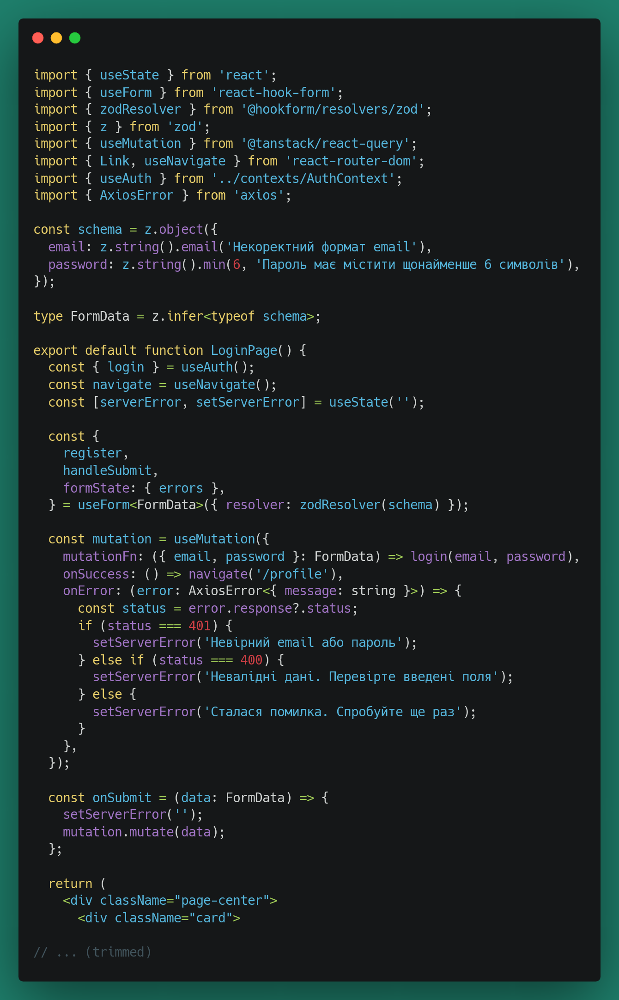 import { useState } from 'react';
import { useForm } from 'react-hook-form';
import { zodResolver } from '@hookform/resolvers/zod';
import { z } from 'zod';
import { useMutation } from '@tanstack/react-query';
import { Link, useNavigate } from 'react-router-dom';
import { useAuth } from '../contexts/AuthContext';
import { AxiosError } from 'axios';

const schema = z.object({
  email: z.string().email('Некоректний формат email'),
  password: z.string().min(6, 'Пароль має містити щонайменше 6 символів'),
});

type FormData = z.infer<typeof schema>;

export default function LoginPage() {
  const { login } = useAuth();
  const navigate = useNavigate();
  const [serverError, setServerError] = useState('');

  const {
    register,
    handleSubmit,
    formState: { errors },
  } = useForm<FormData>({ resolver: zodResolver(schema) });

  const mutation = useMutation({
    mutationFn: ({ email, password }: FormData) => login(email, password),
    onSuccess: () => navigate('/profile'),
    onError: (error: AxiosError<{ message: string }>) => {
      const status = error.response?.status;
      if (status === 401) {
        setServerError('Невірний email або пароль');
      } else if (status === 400) {
        setServerError('Невалідні дані. Перевірте введені поля');
      } else {
        setServerError('Сталася помилка. Спробуйте ще раз');
      }
    },
  });

  const onSubmit = (data: FormData) => {
    setServerError('');
    mutation.mutate(data);
  };

  return (
    <div className="page-center">
      <div className="card">

// ... (trimmed)